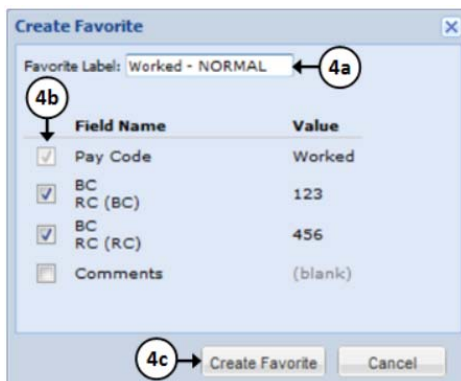 Create Favorite
Favorite Label: Worked - NORMAL 4a
4b
Field Name Value
Pay Code Worked
BC
RC (BC) 123
BC
RC (RC) 456
Comments (blank)
4c Create Favorite Cancel